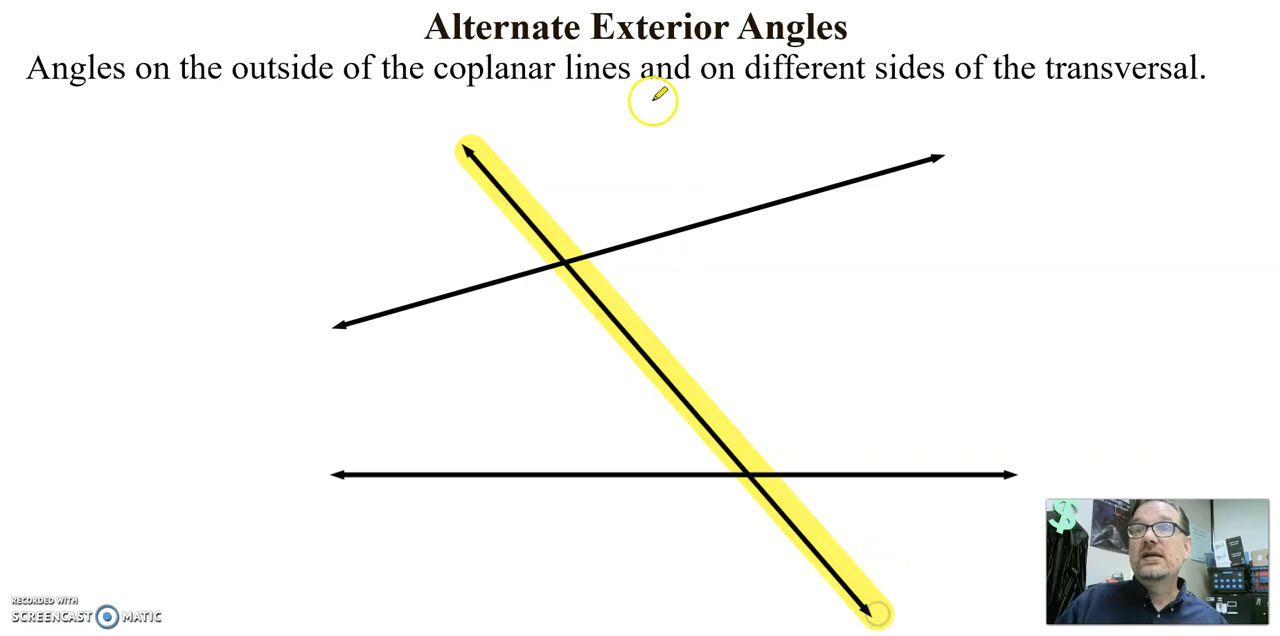 Alternate Exterior Angles
Angles on the outside of the coplanar lines and on different sides of the transversal.
RECORDED WITH
SCREENCAST MATIC